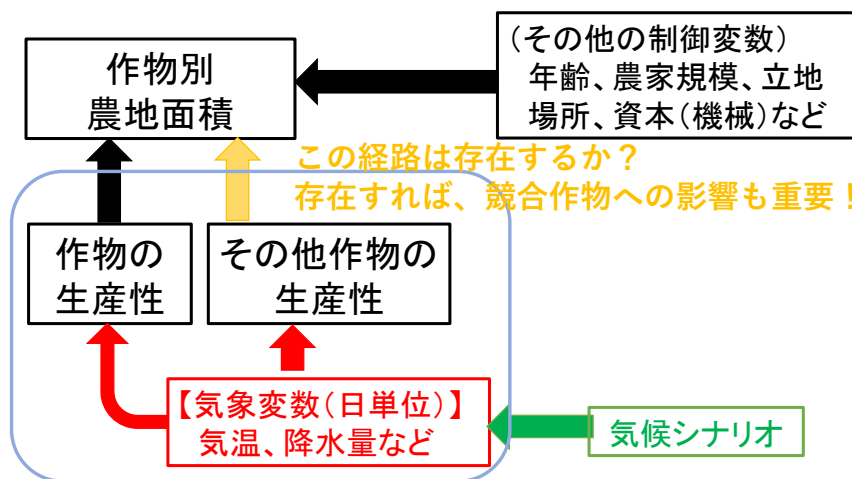 作物別
農地面積
(その他の制御変数)
年齢、農家規模、立地
場所、資本(機械)など
この経路は存在するか?
存在すれば、競合作物への影響も重要!
作物の
生産性
その他作物の
生産性
【気象変数(日単位)】
気温、降水量など
気候シナリオ